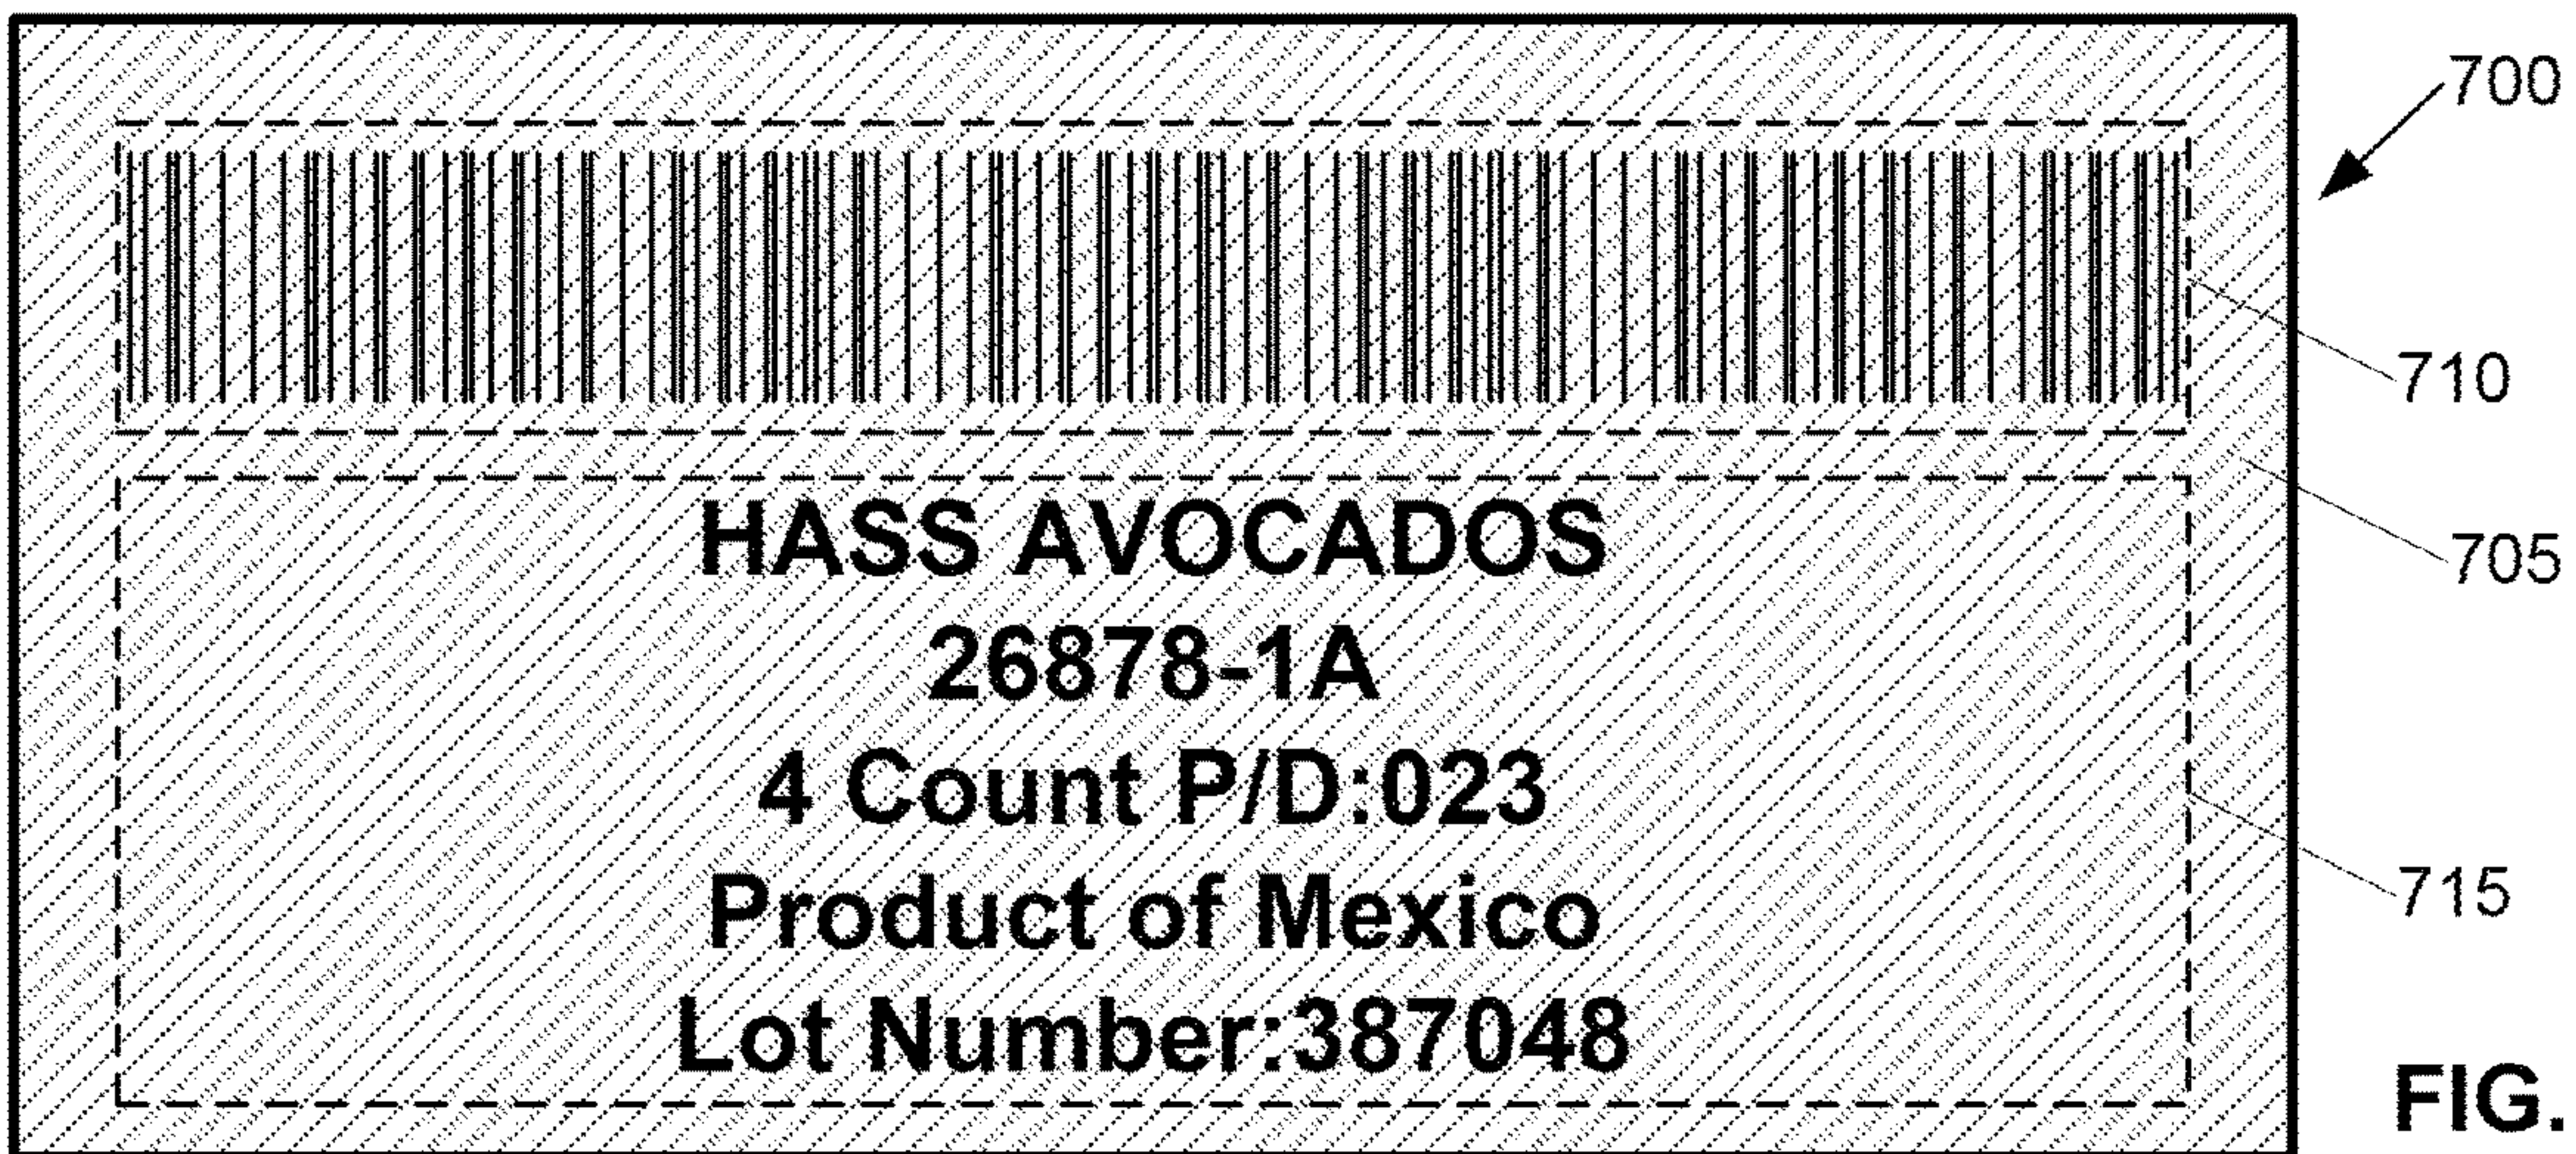 700
710
HASS AVOCADOS
705
26878-1A
4 Count P/D:023
715
Product of Mexico
Lot Number:387048
FIG.